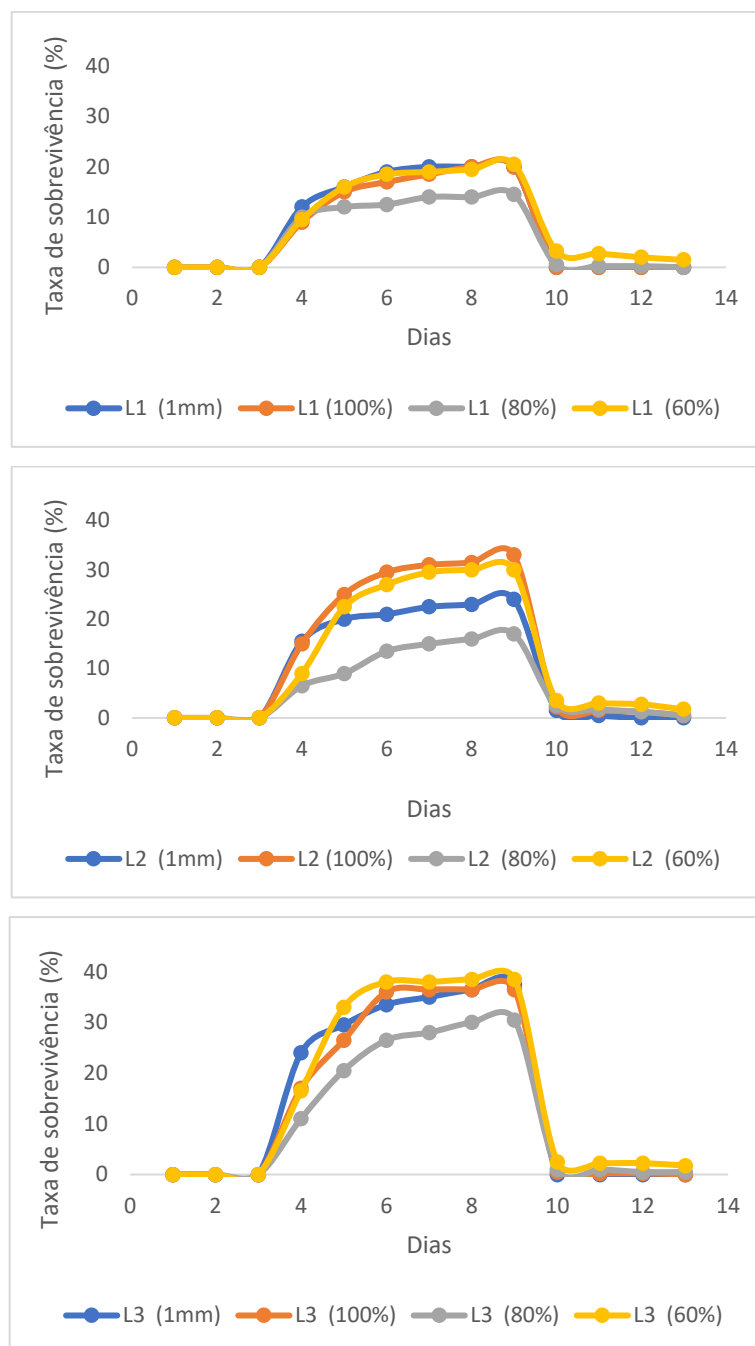 Taxa de sobrevivência (%)
40
30
20
10
0
0 2 4 6 8 10 12 14
Dias
L1 (1mm) L1 (100%) L1 (80%) L1 (60%)
Taxa de sobrevivência (%)
40
30
20
10
0
0 2 4 6 8 10 12 14
Dias
L2 (1mm) L2 (100%) L2 (80%) L2 (60%)
Taxa de sobrevivência (%)
40
30
20
10
0
0 2 4 6 8 10 12 14
Dias
L3 (1mm) L3 (100%) L3 (80%) L3 (60%)